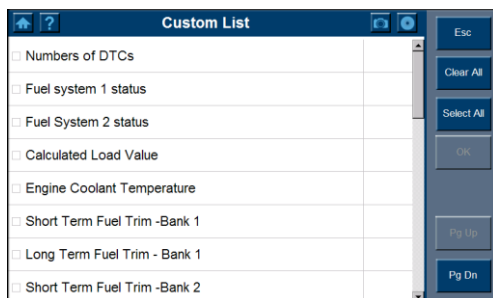 ?
Custom List
Numbers of DTCs
Fuel system 1 status
Fuel System 2 status
Calculated Load Value
Engine Coolant Temperature
Short Term Fuel Trim -Bank 1
Long Term Fuel Trim - Bank 1
Short Term Fuel Trim -Bank 2
Esc
Clear All
Select All
OK
Pg Up
Pg Dn